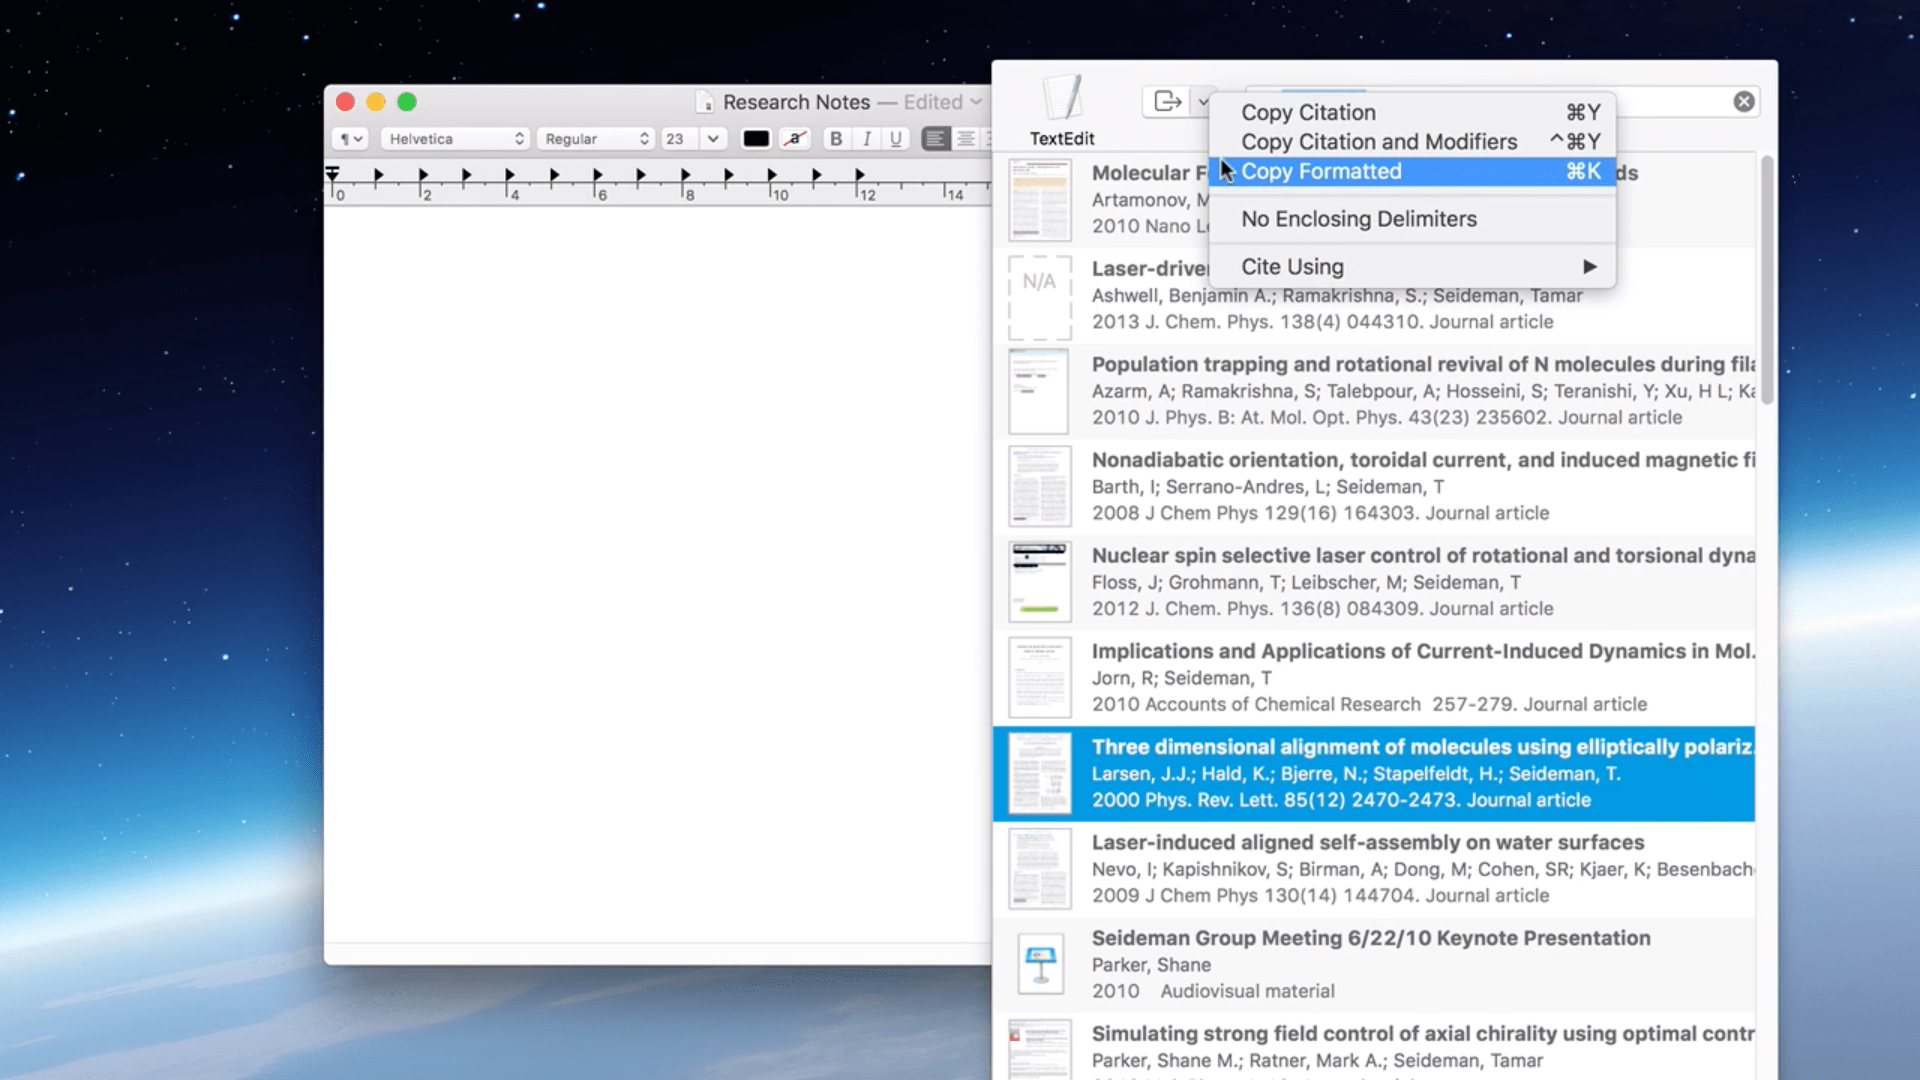 Research Notes — Edited
¶
Helvetica
Regular
23
a
B I U
0 2 4 6 8 10 12 14
TextEdit
Copy Citation ⌘Y
Copy Citation and Modifiers ^⌘Y
Copy Formatted ⌘K
No Enclosing Delimiters
Cite Using
Molecular F ds
Artamonov, M
2010 Nano L
N/A
Laser-drive
Ashwell, Benjamin A.; Ramakrishna, S.; Seideman, Tamar
2013 J. Chem. Phys. 138(4) 044310. Journal article
Population trapping and rotational revival of N molecules during fila
Azarm, A; Ramakrishna, S; Talebpour, A; Hosseini, S; Teranishi, Y; Xu, H L; Ka
2010 J. Phys. B: At. Mol. Opt. Phys. 43(23) 235602. Journal article
Nonadiabatic orientation, toroidal current, and induced magnetic fi
Barth, I; Serrano-Andres, L; Seideman, T
2008 J Chem Phys 129(16) 164303. Journal article
Nuclear spin selective laser control of rotational and torsional dyna
Floss, J; Grohmann, T; Leibscher, M; Seideman, T
2012 J. Chem. Phys. 136(8) 084309. Journal article
Implications and Applications of Current-Induced Dynamics in Mol.
Jorn, R; Seideman, T
2010 Accounts of Chemical Research 257-279. Journal article
Three dimensional alignment of molecules using elliptically polariz.
Larsen, J.J.; Hald, K.; Bjerre, N.; Stapelfeldt, H.; Seideman, T.
2000 Phys. Rev. Lett. 85(12) 2470-2473. Journal article
Laser-induced aligned self-assembly on water surfaces
Nevo, I; Kapishnikov, S; Birman, A; Dong, M; Cohen, SR; Kjaer, K; Besenbach
2009 J Chem Phys 130(14) 144704. Journal article
Seideman Group Meeting 6/22/10 Keynote Presentation
Parker, Shane
2010 Audiovisual material
Simulating strong field control of axial chirality using optimal contr
Parker, Shane M.; Ratner, Mark A.; Seideman, Tamar